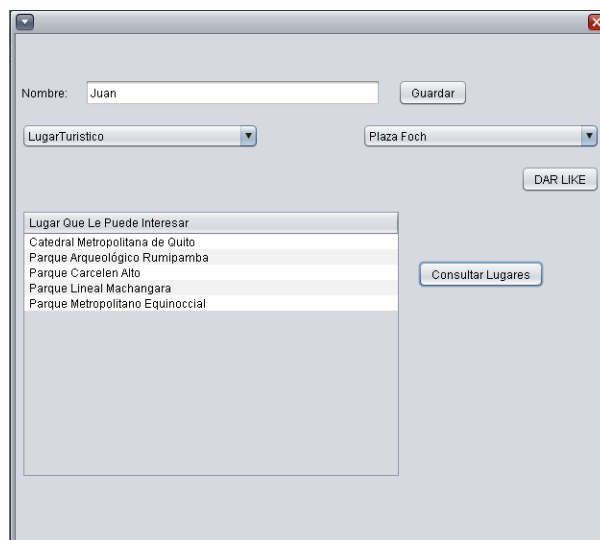 Nombre: Juan Guardar
LugarTuristico Plaza Foch
DAR LIKE
Lugar Que Le Puede Interesar
Catedral Metropolitana de Quito
Parque Arqueológico Rumipamba
Parque Carcelen Alto
Parque Lineal Machangara
Parque Metropolitano Equinoccial
Consultar Lugares